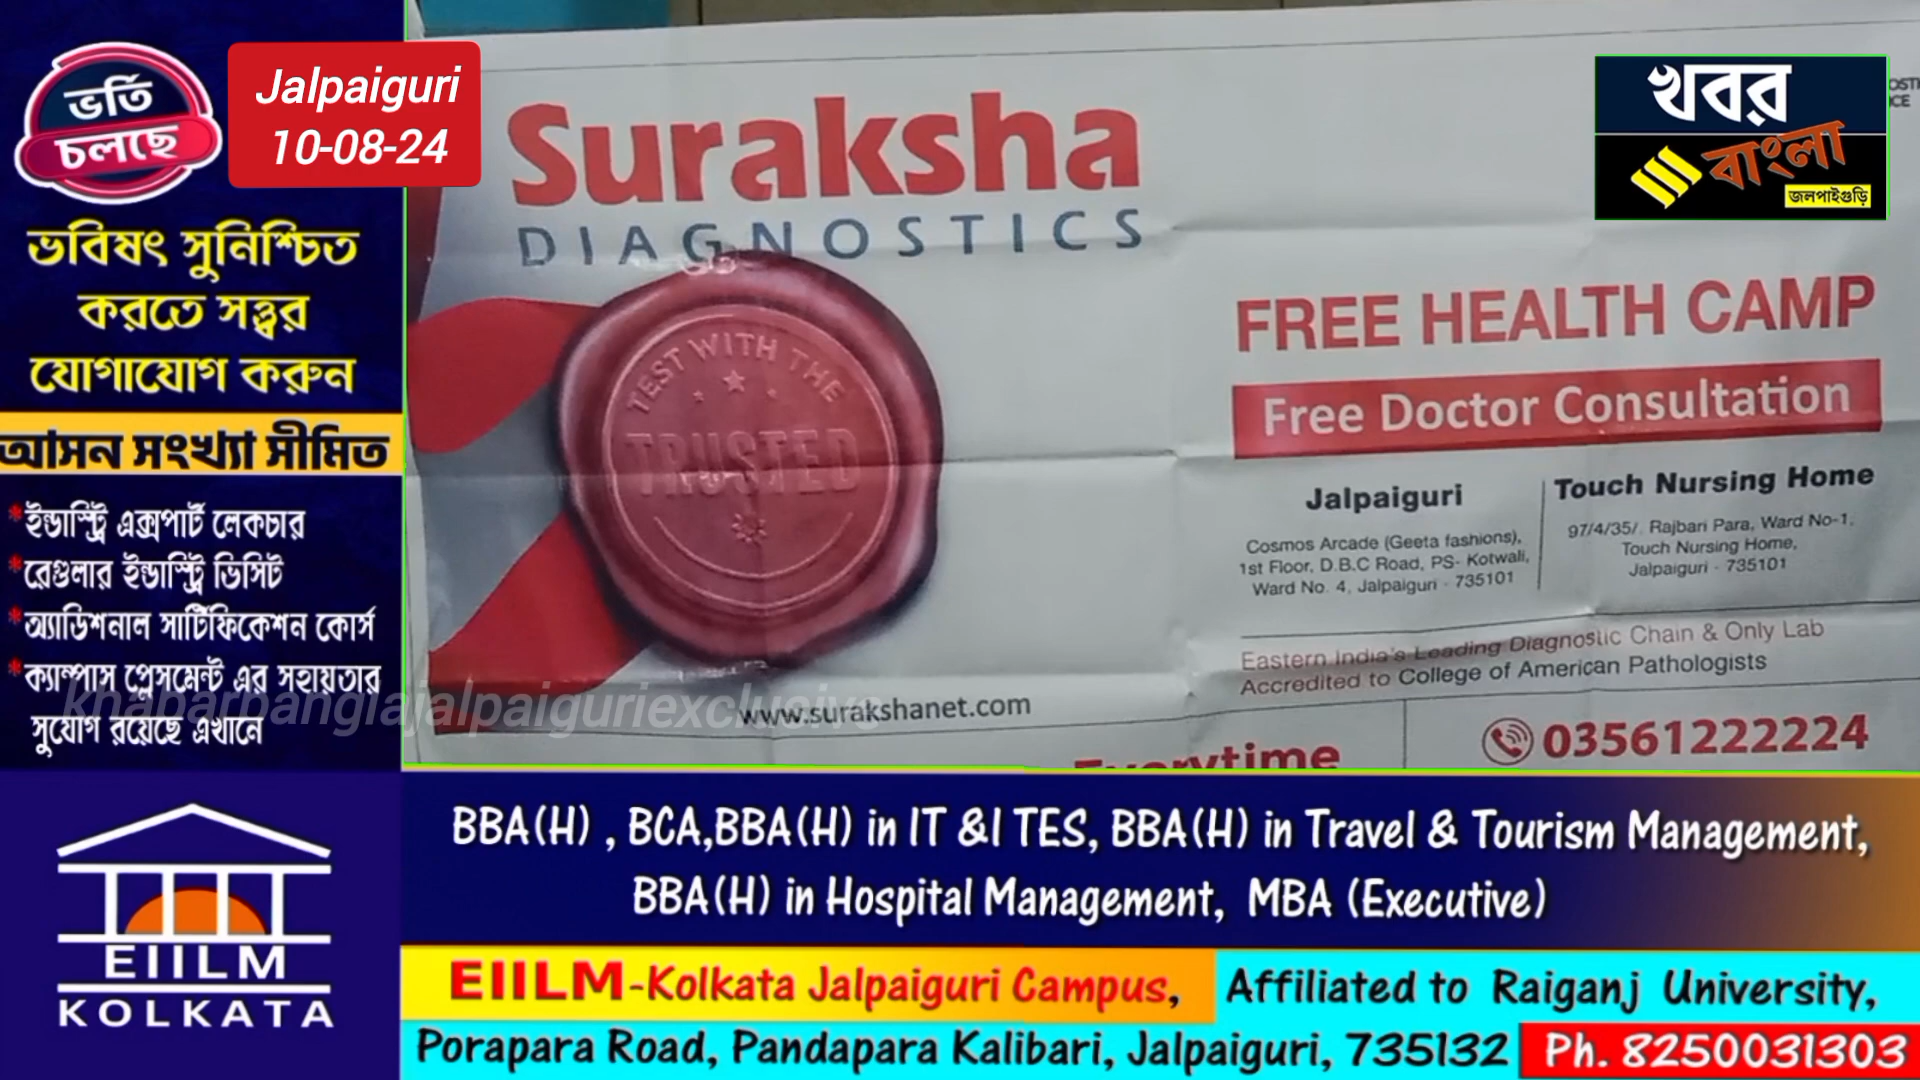 ভর্তি
চলছে
Jalpaiguri
10-08-24
ভবিষৎ সুনিশ্চিত
করতে সত্ত্বর
যোগাযোগ করুন
আসন সংখ্যা সীমিত
*ইন্ডাস্ট্রি এক্সপার্ট লেকচার
*রেগুলার ইন্ডাস্ট্রি ভিসিট
*অ্যাডিশনাল সার্টিফিকেশন কোর্স
*ক্যাম্পাস প্লেসমেন্ট এর সহায়তার
সুযোগ রয়েছে এখানে
খবর
বাংলা
জলপাইগুড়ি
Suraksha
DIAGNOSTICS
TEST WITH THE
TRUSTED
FREE HEALTH CAMP
Free Doctor Consultation
Jalpaiguri
Cosmos Arcade (Geeta fashions),
1st Floor, D.B.C Road, PS- Kotwali,
Ward No. 4, Jalpaiguri - 735101
Touch Nursing Home
97/4/35/, Rajbari Para, Ward No-1,
Touch Nursing Home,
Jalpaiguri - 735101
Eastern India's Leading Diagnostic Chain & Only Lab
Accredited to College of American Pathologists
khabarbanglajalpaiguriexclusive
www.surakshanet.com
Everytime
03561222224
EIILM
KOLKATA
BBA(H) , BCA,BBA(H) in IT &I TES, BBA(H) in Travel & Tourism Management,
BBA(H) in Hospital Management, MBA (Executive)
EIILM-Kolkata Jalpaiguri Campus, Affiliated to Raiganj University,
Porapara Road, Pandapara Kalibari, Jalpaiguri, 735132 Ph. 8250031303